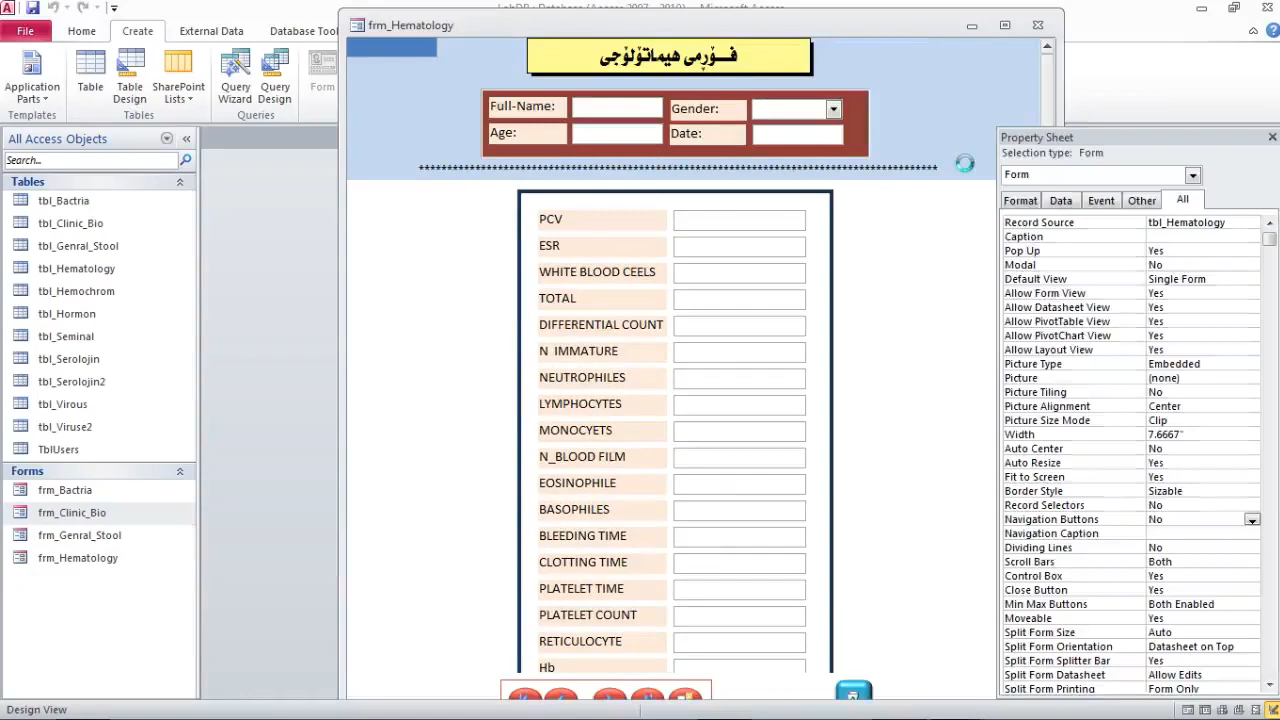 frm_Hematology
File
Home
Create
External Data
Database Tool
Application
Parts
Table
Table
Design
SharePoint
Lists
Query
Wizard
Query
Design
Form
Templates
Tables
Queries
All Access Objects
Search...
Tables
tbl_Bactria
tbl_Clinic_Bio
tbl_Genral_Stool
tbl_Hematology
tbl_Hemochrom
tbl_Hormon
tbl_Seminal
tbl_Serolojin
tbl_Serolojin2
tbl_Virous
tbl_Viruse2
TblUsers
Forms
frm_Bactria
frm_Clinic_Bio
frm_Genral_Stool
frm_Hematology
فـــۆڕمی هیماتۆلۆجی
Full-Name:
Gender:
Age:
Date:
PCV
ESR
WHITE BLOOD CEELS
TOTAL
DIFFERENTIAL COUNT
N IMMATURE
NEUTROPHILES
LYMPHOCYTES
MONOCYETS
N_BLOOD FILM
EOSINOPHILE
BASOPHILES
BLEEDING TIME
CLOTTING TIME
PLATELET TIME
PLATELET COUNT
RETICULOCYTE
Hb
Property Sheet
Selection type: Form
Form
Format Data Event Other All
Record Source tbl_Hematology
Caption
Pop Up Yes
Modal No
Default View Single Form
Allow Form View Yes
Allow Datasheet View Yes
Allow PivotTable View Yes
Allow PivotChart View Yes
Allow Layout View Yes
Picture Type Embedded
Picture (none)
Picture Tiling No
Picture Alignment Center
Picture Size Mode Clip
Width 7.6667"
Auto Center No
Auto Resize Yes
Fit to Screen Yes
Border Style Sizable
Record Selectors No
Navigation Buttons No
Navigation Caption
Dividing Lines No
Scroll Bars Both
Control Box Yes
Close Button Yes
Min Max Buttons Both Enabled
Moveable Yes
Split Form Size Auto
Split Form Orientation Datasheet on Top
Split Form Splitter Bar Yes
Split Form Datasheet Allow Edits
Split Form Printing Form Only
Design View